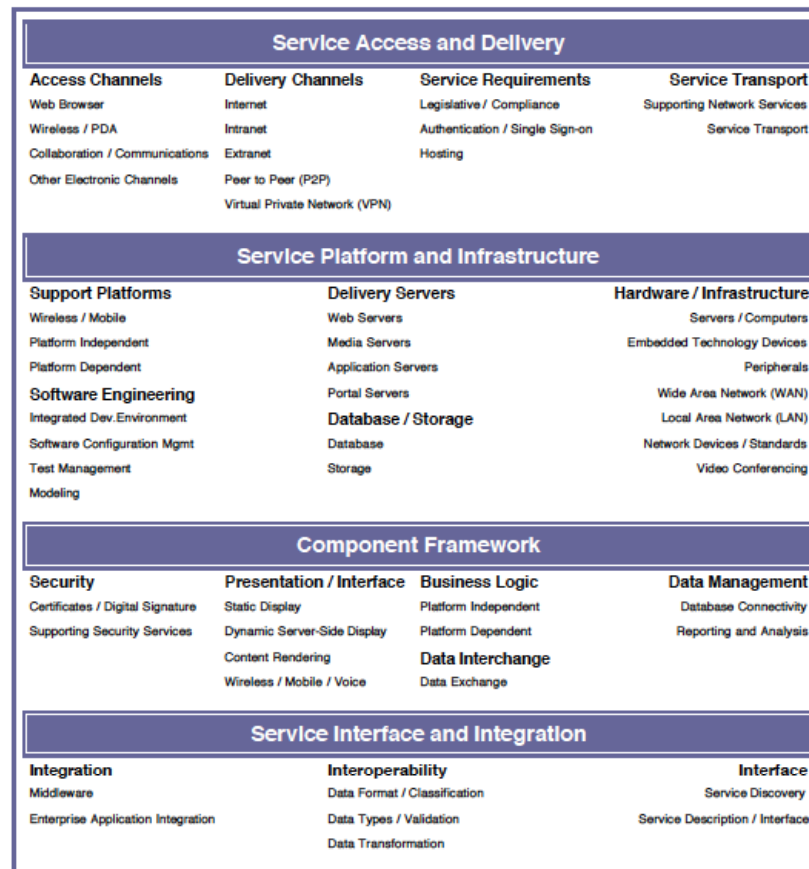 Service Access and Delivery
Access Channels
Web Browser
Wireless / PDA
Collaboration / Communications
Other Electronic Channels
Delivery Channels
Internet
Intranet
Extranet
Peer to Peer (P2P)
Virtual Private Network (VPN)
Service Requirements
Legislative / Compliance
Authentication / Single Sign-on
Hosting
Service Transport
Supporting Network Services
Service Transport
Service Platform and Infrastructure
Support Platforms
Wireless / Mobile
Platform Independent
Platform Dependent
Software Engineering
Integrated Dev.Environment
Software Configuration Mgmt
Test Management
Modeling
Delivery Servers
Web Servers
Media Servers
Application Servers
Portal Servers
Database / Storage
Database
Storage
Hardware / Infrastructure
Servers / Computers
Embedded Technology Devices
Peripherals
Wide Area Network (WAN)
Local Area Network (LAN)
Network Devices / Standards
Video Conferencing
Component Framework
Security
Certificates / Digital Signature
Supporting Security Services
Presentation / Interface
Static Display
Dynamic Server-Side Display
Content Rendering
Wireless / Mobile / Voice
Business Logic
Platform Independent
Platform Dependent
Data Interchange
Data Exchange
Data Management
Database Connectivity
Reporting and Analysis
Service Interface and Integration
Integration
Middleware
Enterprise Application Integration
Interoperability
Data Format / Classification
Data Types / Validation
Data Transformation
Interface
Service Discovery
Service Description / Interface